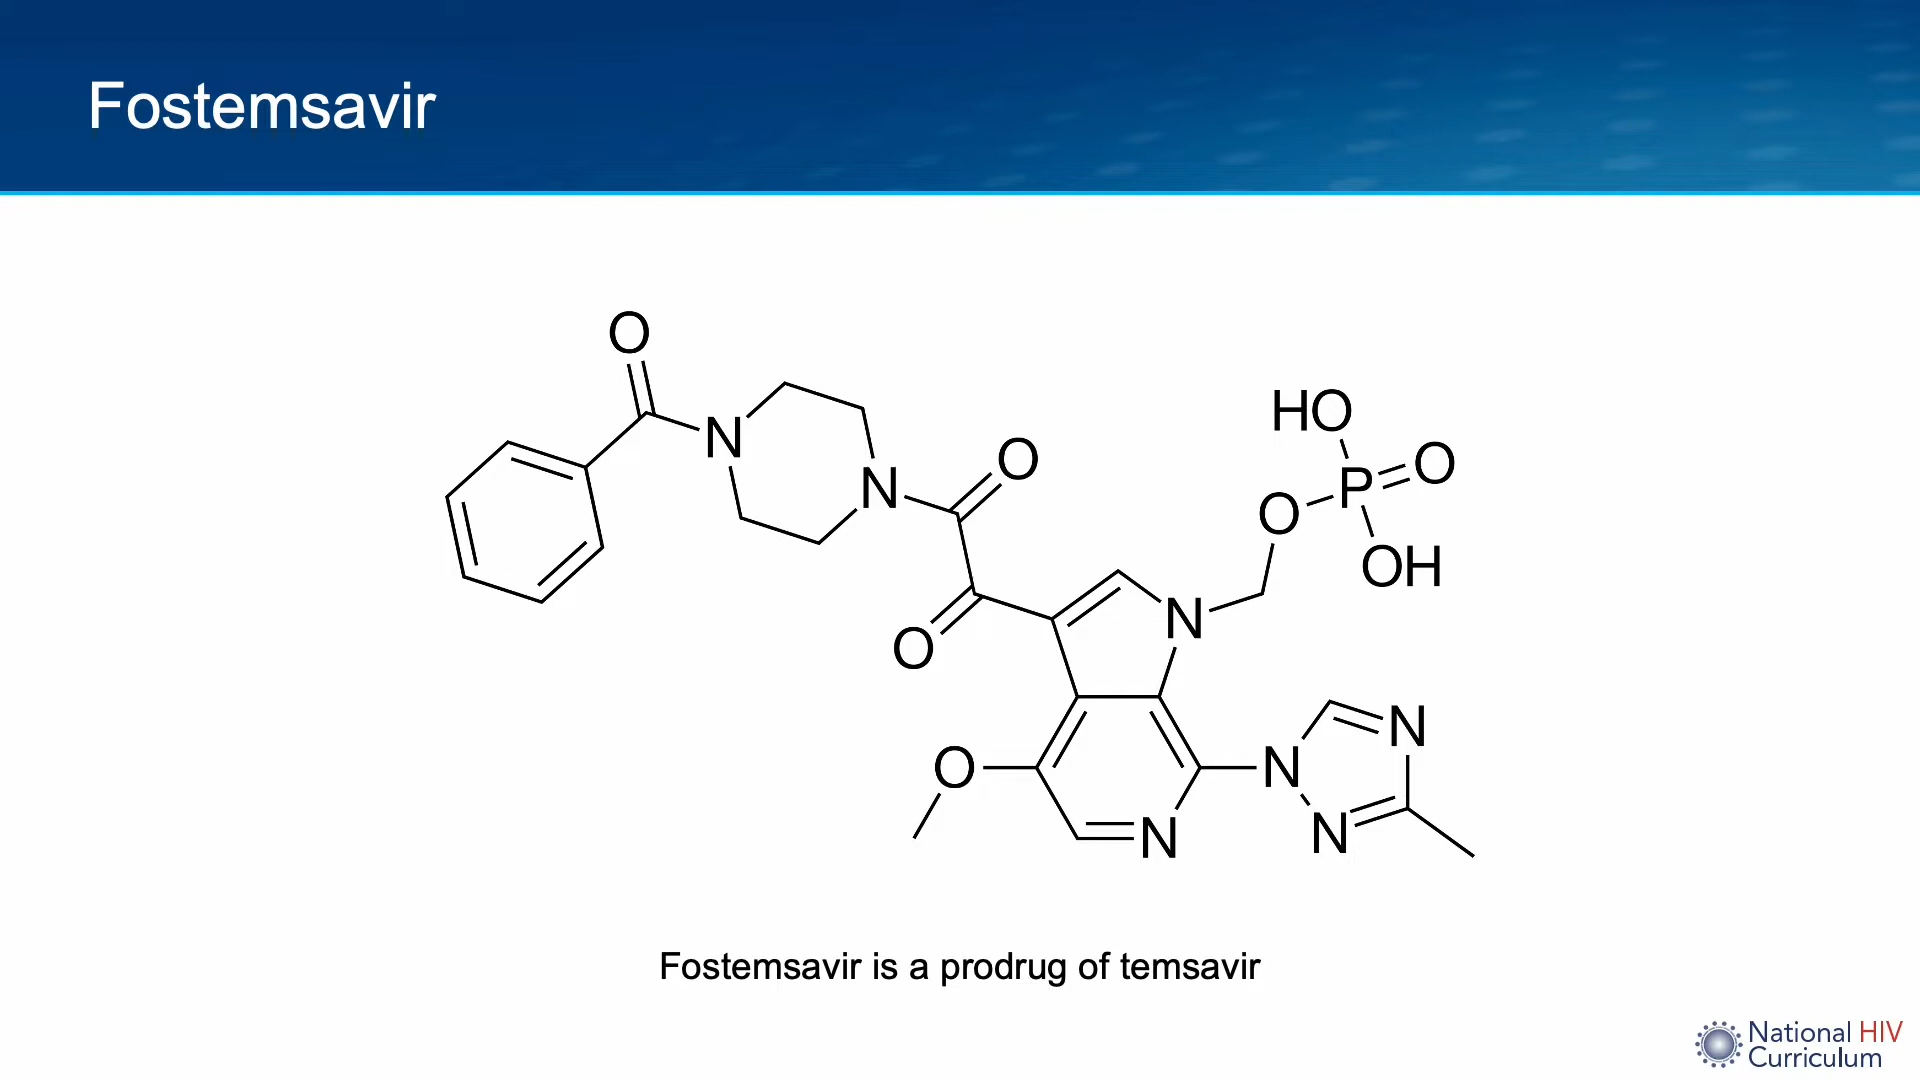 Fostemsavir
O
HO
N
O
O
P
O
N
O
OH
N
O
N
O
N
N
N
Fostemsavir is a prodrug of temsavir
National HIV
Curriculum